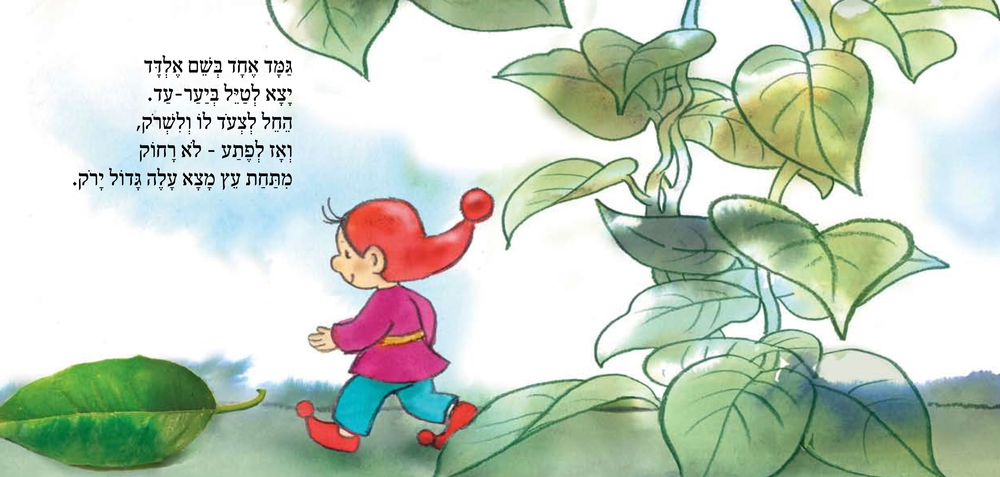 גַּמָּד אֶחָד בְּשֵׁם אֶלְדָּד
יָצָא לְטַיֵּל בְּיַעַר-עַד.
הֵחֵל לְצְעֹד לוֹ וְלִשְׁרֹק,
וְאָז לְפֶתַע - לֹא רָחוֹק
מִתַּחַת עֵץ מָצָא עָלֶה גָּדוֹל יָרֹק.